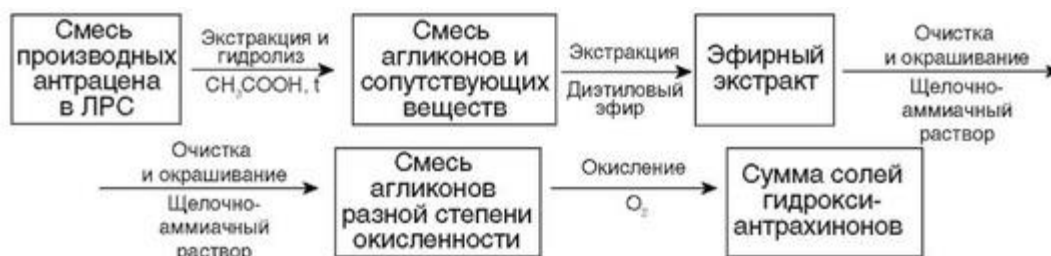 Смесь
производных
антрацена
в ЛРС
Экстракция и
гидролиз
CH₃COOH, t
Смесь
агликонов и
сопутствующих
веществ
Экстракция
Диэтиловый
эфир
Эфирный
экстракт
Очистка
и окрашивание
Щелочно-
аммиачный
раствор
Очистка
и окрашивание
Щелочно-
аммиачный
раствор
Смесь
агликонов
разной степени
окисленности
Окисление
O₂
Сумма солей
гидрокси-
антрахинонов